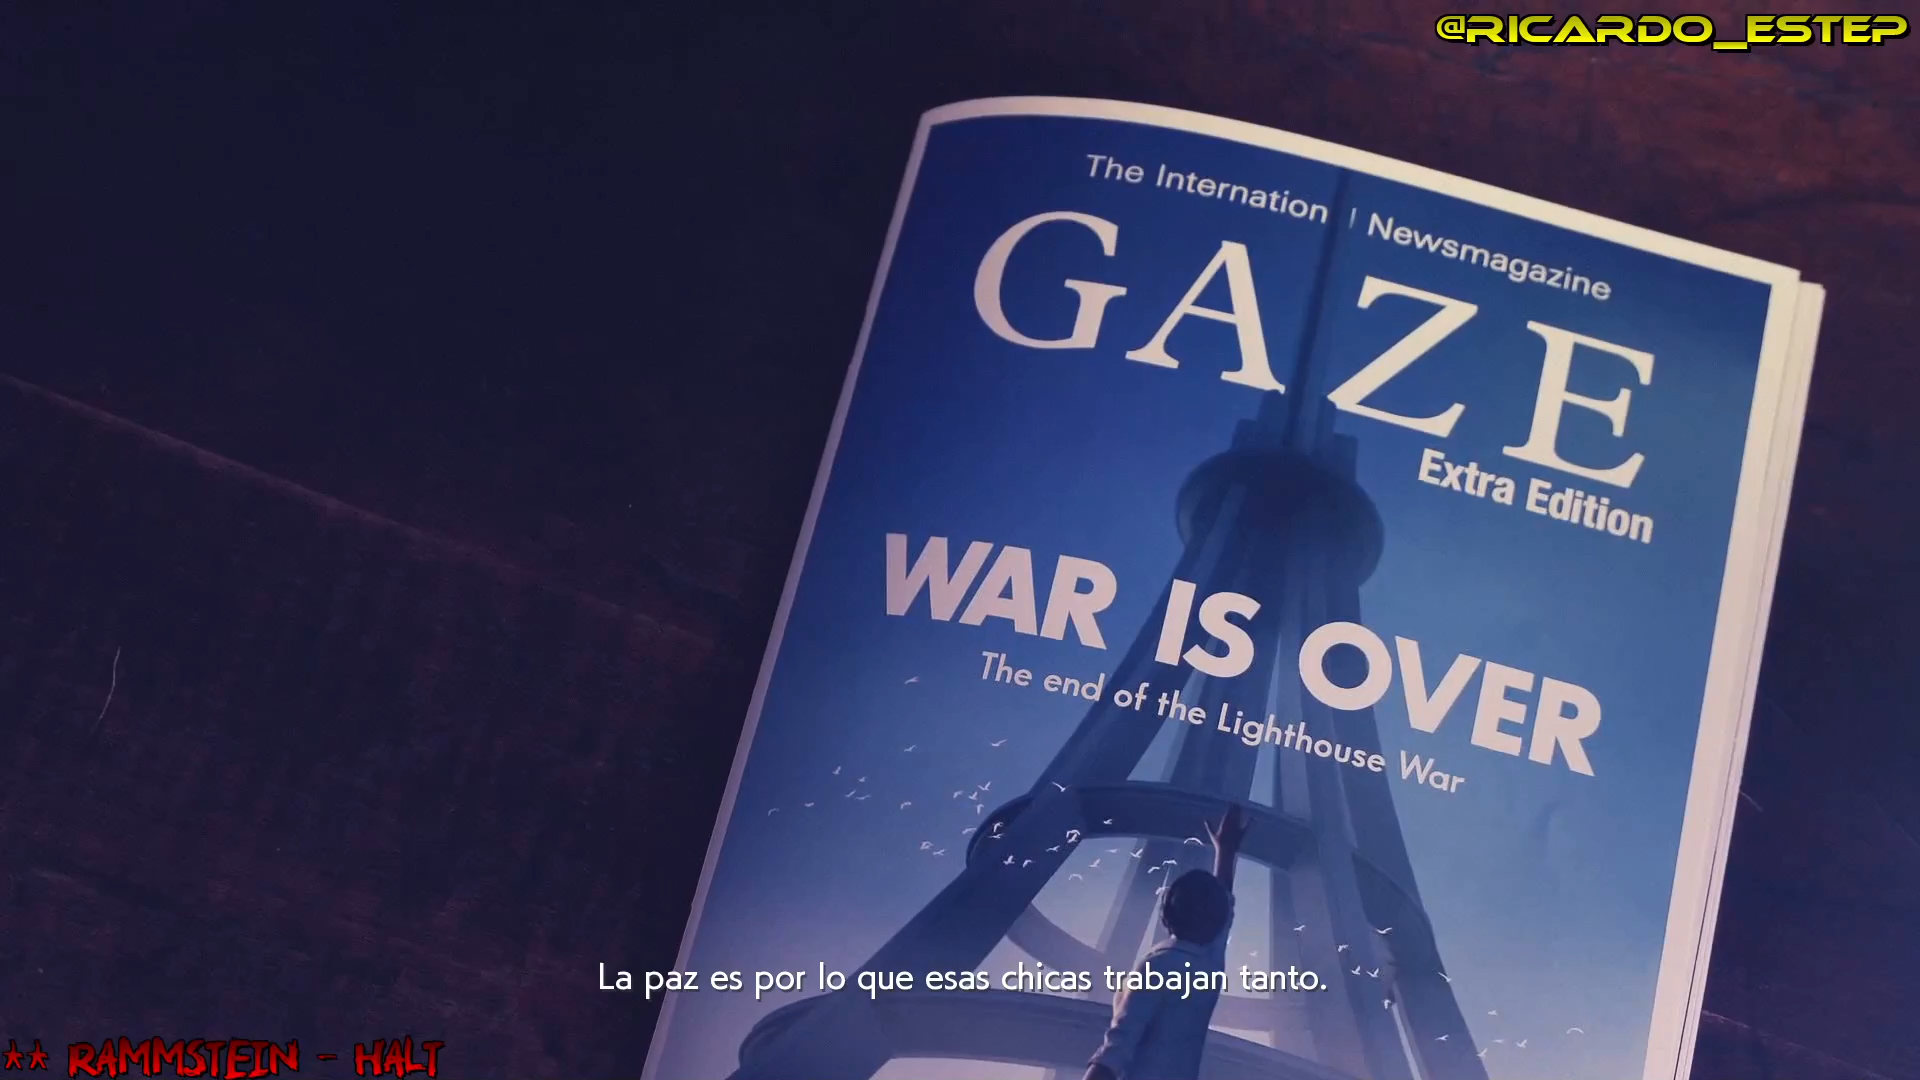 @RICARDO_ESTEP
The Internation | Newsmagazine
GAZE
Extra Edition
WAR IS OVER
The end of the Lighthouse War
La paz es por lo que esas chicas trabajan tanto.
** RAMMSTEIN - HALT